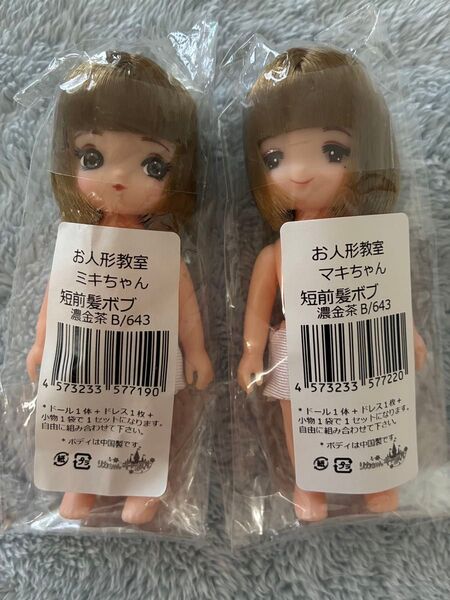 お人形教室
ミキちゃん
短前髪ボブ
濃金茶 B/643
4 573233 577190
*ドール1体+ドレス1枚+
小物1袋で1セットになります。
自由に組み合わせて下さい。
*ボディは中国製です。
紙
プラ
お人形教室
マキちゃん
短前髪ボブ
濃金茶 B/643
4 573233 577220
*ドール1体+ドレス1枚+
小物1袋で1セットになります。
自由に組み合わせて下さい。
*ボディは中国製です。
紙
プラ